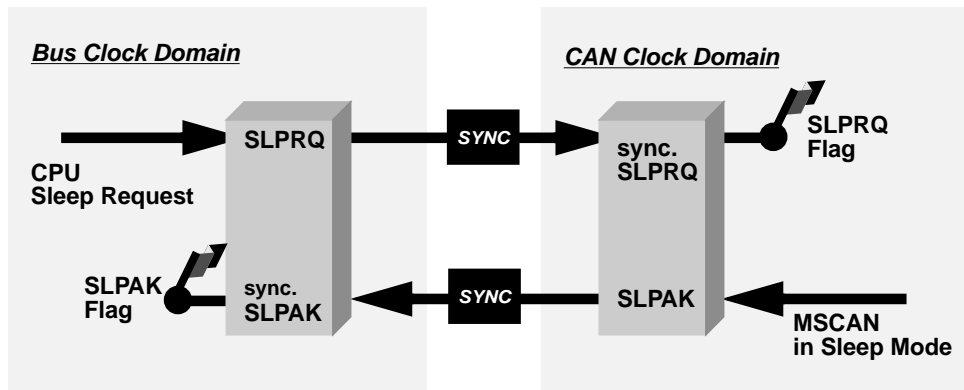 Bus Clock Domain
CAN Clock Domain
SLPRQ
SYNC
sync.
SLPRQ
SLPRQ
Flag
CPU
Sleep Request
SLPAK
Flag
sync.
SLPAK
SYNC
SLPAK
MSCAN
in Sleep Mode